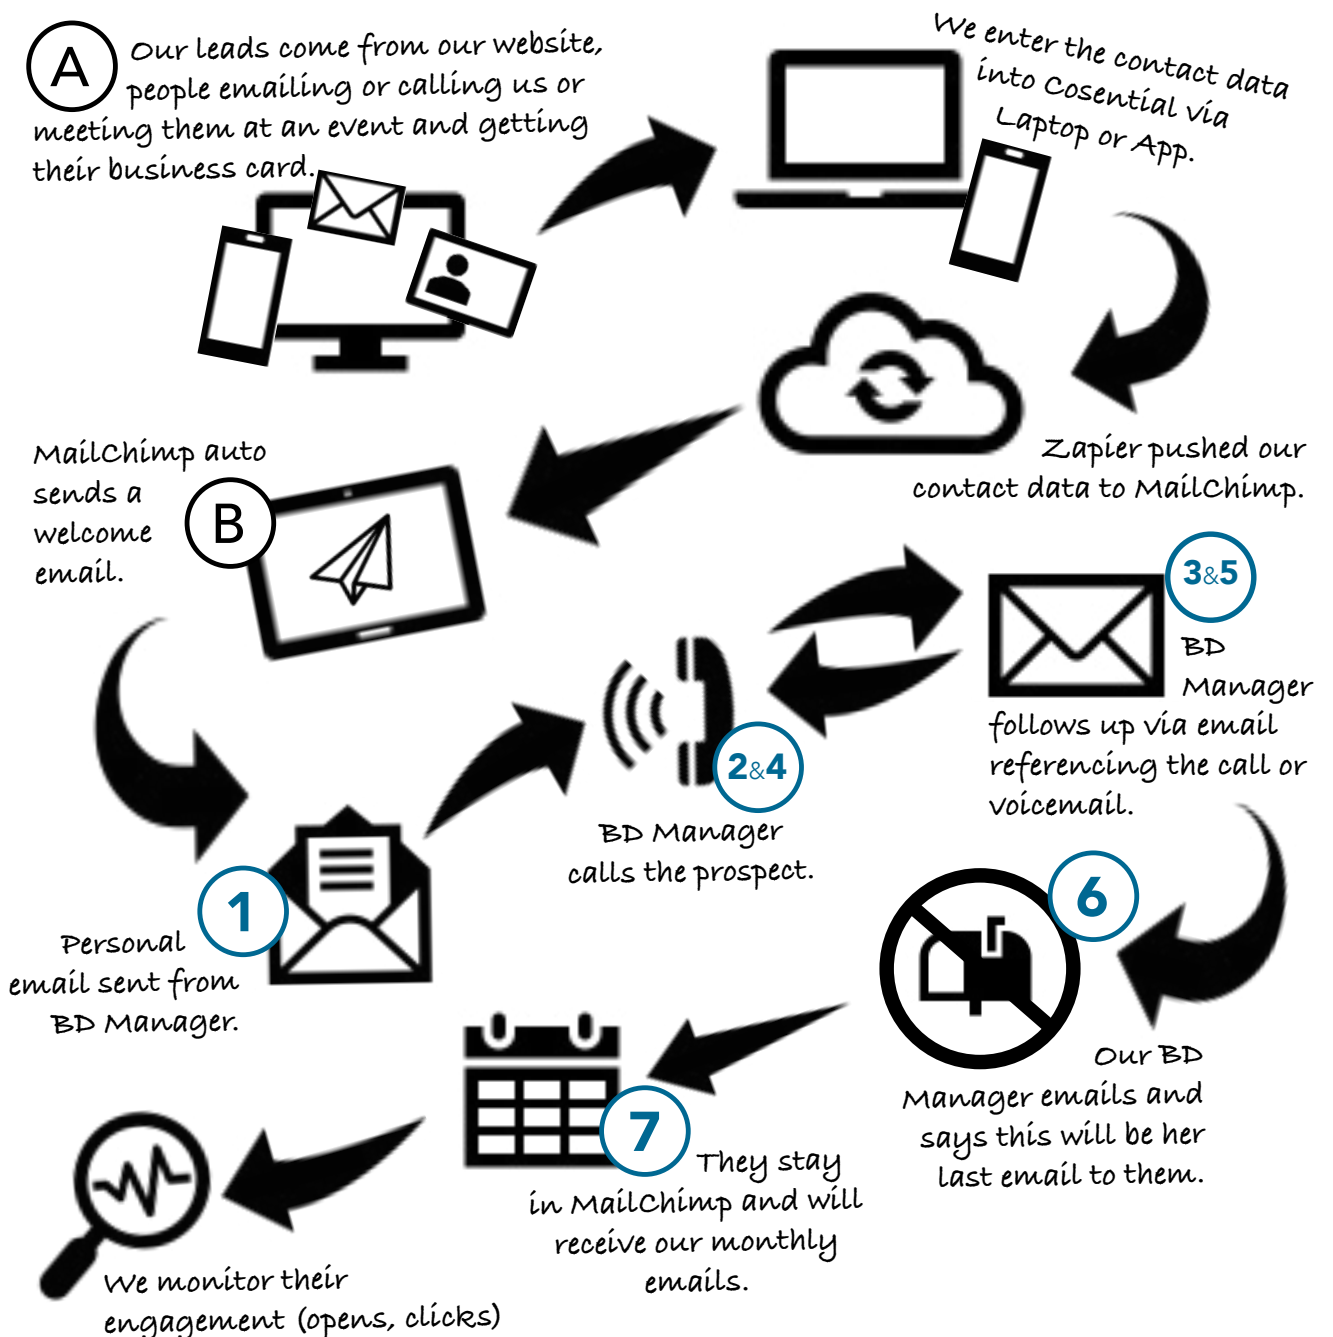 A
Our leads come from our website,
people emailing or calling us or
meeting them at an event and getting
their business card.
We enter the contact data
into Cosential via
Laptop or App.
Zapier pushed our
contact data to MailChimp.
MailChimp auto
sends a
welcome
email.
B
1
Personal
email sent from
BD Manager.
2&4
BD Manager
calls the prospect.
3&5
BD
Manager
follows up via email
referencing the call or
voicemail.
6
Our BD
Manager emails and
says this will be her
last email to them.
7
They stay
in MailChimp and will
receive our monthly
emails.
We monitor their
engagement (opens, clicks)